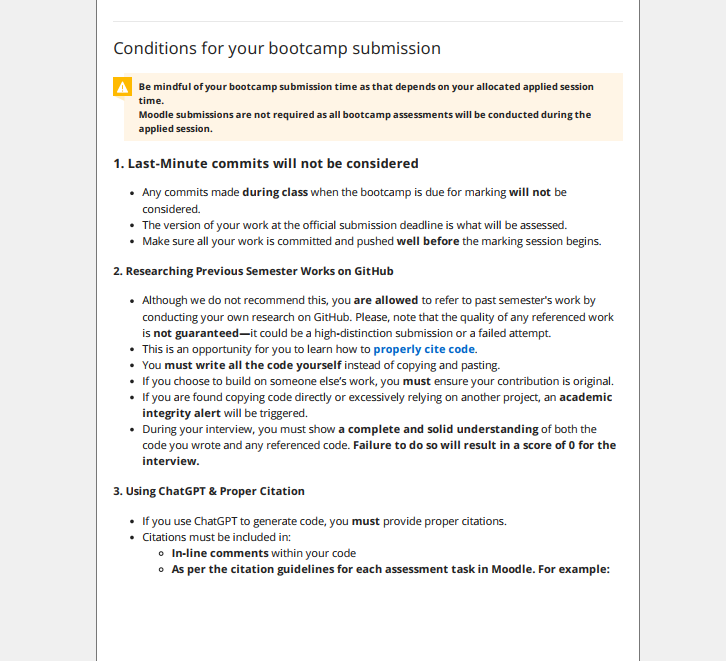 Conditions for your bootcamp submission
Be mindful of your bootcamp submission time as that depends on your allocated applied session
time.
Moodle submissions are not required as all bootcamp assessments will be conducted during the
applied session.
1. Last-Minute commits will not be considered
• Any commits made during class when the bootcamp is due for marking will not be
considered.
• The version of your work at the official submission deadline is what will be assessed.
• Make sure all your work is committed and pushed well before the marking session begins.
2. Researching Previous Semester Works on GitHub
• Although we do not recommend this, you are allowed to refer to past semester's work by
conducting your own research on GitHub. Please, note that the quality of any referenced work
is not guaranteed—it could be a high-distinction submission or a failed attempt.
• This is an opportunity for you to learn how to properly cite code.
• You must write all the code yourself instead of copying and pasting.
• If you choose to build on someone else's work, you must ensure your contribution is original.
• If you are found copying code directly or excessively relying on another project, an academic
integrity alert will be triggered.
• During your interview, you must show a complete and solid understanding of both the
code you wrote and any referenced code. Failure to do so will result in a score of 0 for the
interview.
3. Using ChatGPT & Proper Citation
• If you use ChatGPT to generate code, you must provide proper citations.
• Citations must be included in:
◦ In-line comments within your code
◦ As per the citation guidelines for each assessment task in Moodle. For example: